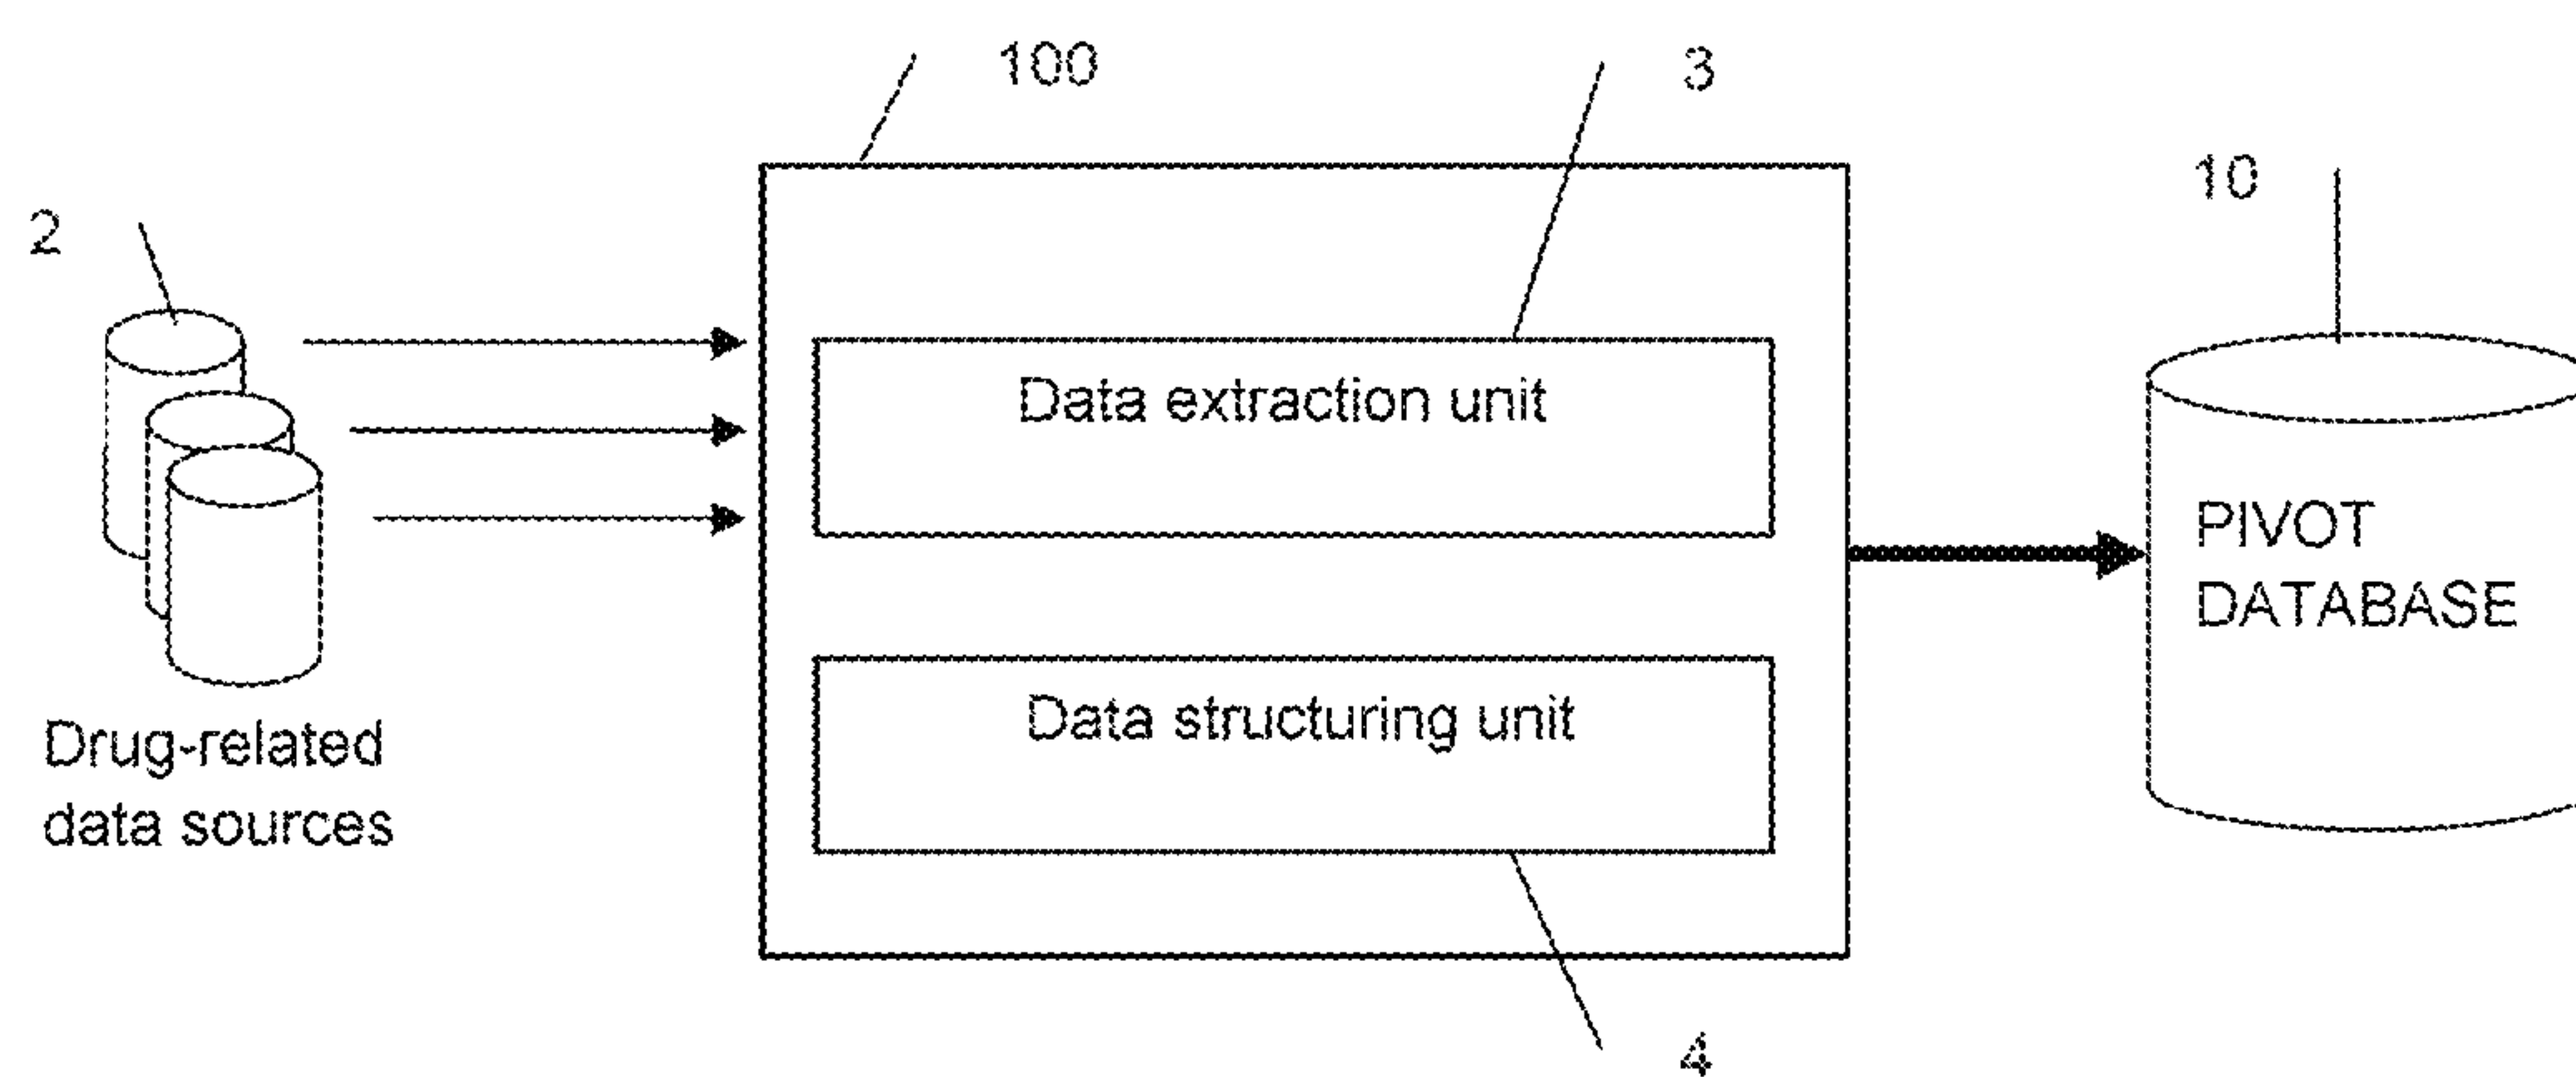 100
3
10
2
Data extraction unit
PIVOT
DATABASE
Data structuring unit
Drug-related
data sources
4